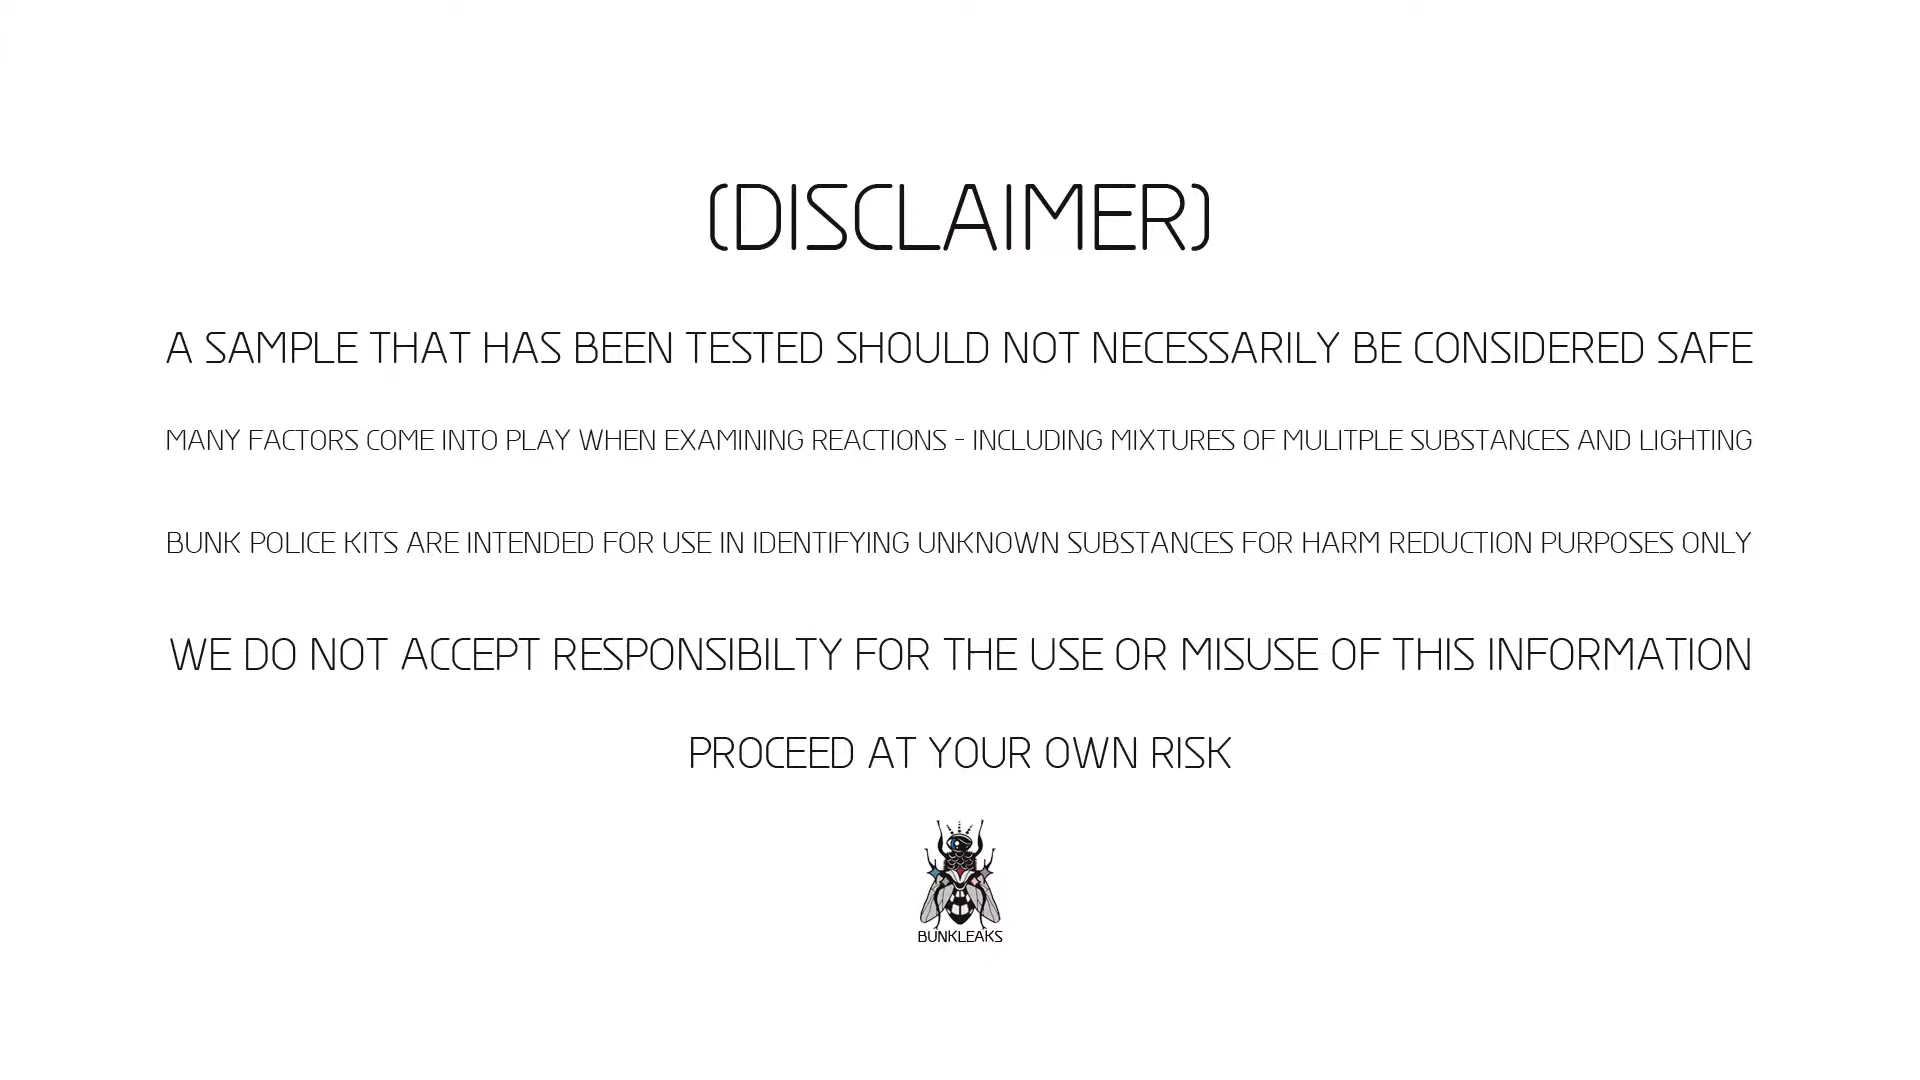 (DISCLAIMER)
A SAMPLE THAT HAS BEEN TESTED SHOULD NOT NECESSARILY BE CONSIDERED SAFE
MANY FACTORS COME INTO PLAY WHEN EXAMINING REACTIONS - INCLUDING MIXTURES OF MULITPLE SUBSTANCES AND LIGHTING
BUNK POLICE KITS ARE INTENDED FOR USE IN IDENTIFYING UNKNOWN SUBSTANCES FOR HARM REDUCTION PURPOSES ONLY
WE DO NOT ACCEPT RESPONSIBILTY FOR THE USE OR MISUSE OF THIS INFORMATION
PROCEED AT YOUR OWN RISK
BUNKLEAKS